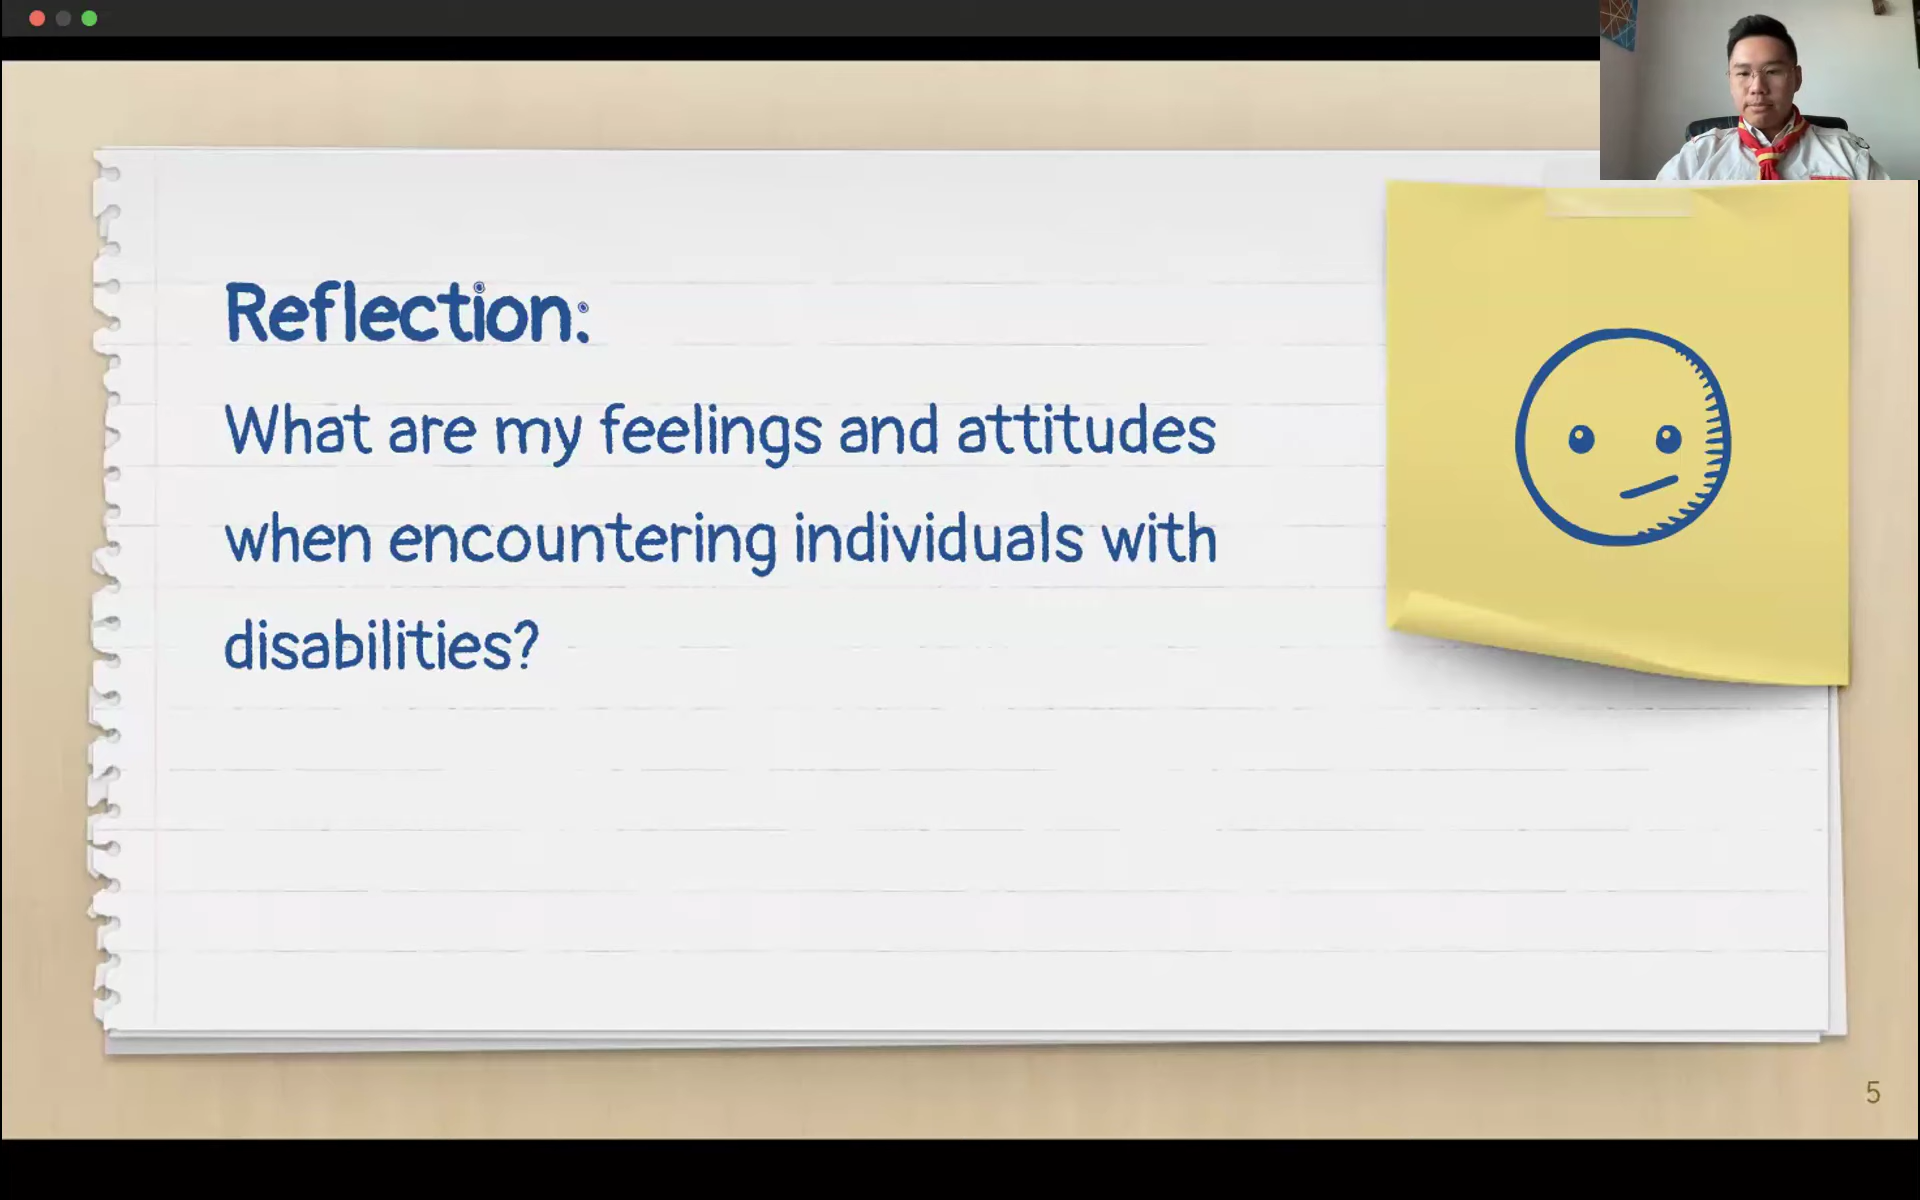 Reflection:
What are my feelings and attitudes
when encountering individuals with
disabilities?
5